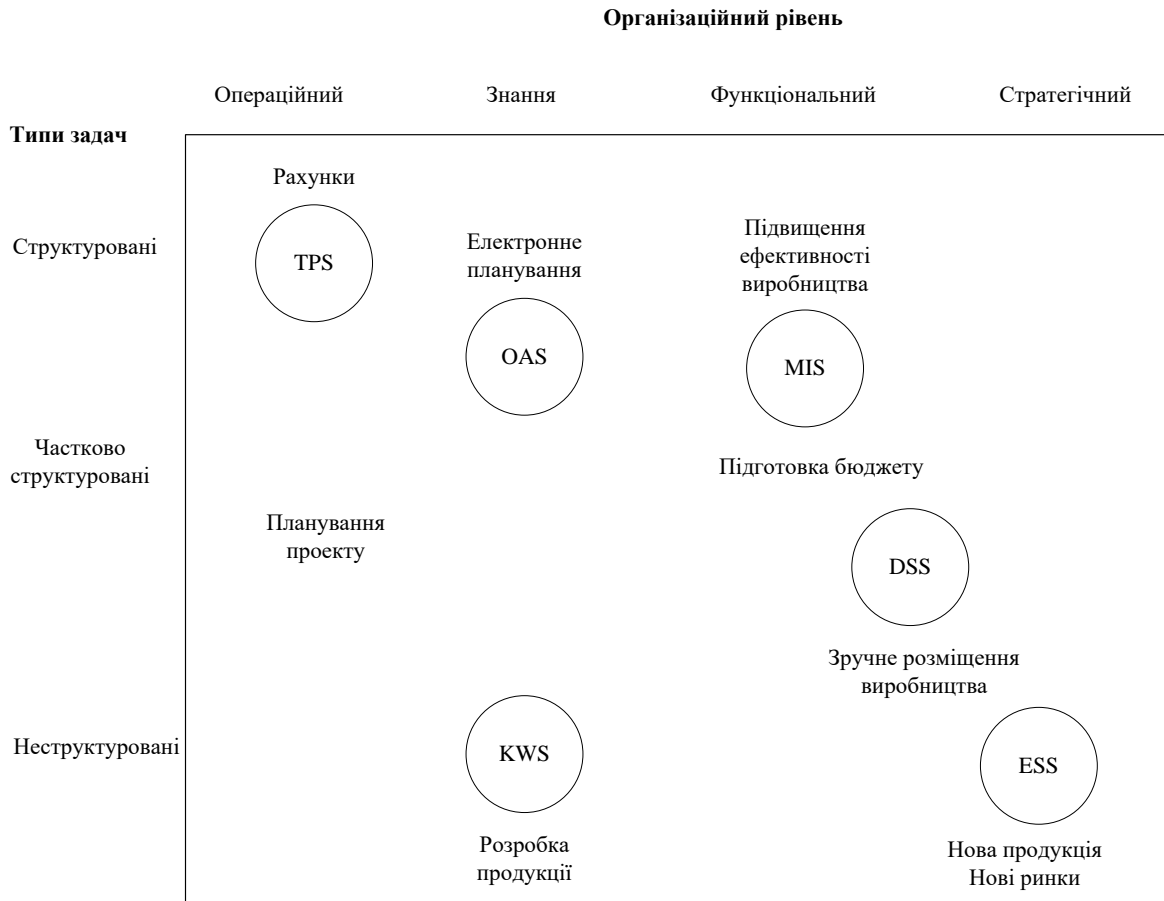 Організаційний рівень
Операційний
Знання
Функціональний
Стратегічний
Типи задач
Рахунки
Структуровані
TPS
Електронне
планування
OAS
Підвищення
ефективності
виробництва
MIS
Частково
структуровані
Підготовка бюджету
Планування
проекту
DSS
Зручне розміщення
виробництва
Неструктуровані
KWS
ESS
Розробка
продукції
Нова продукція
Нові ринки